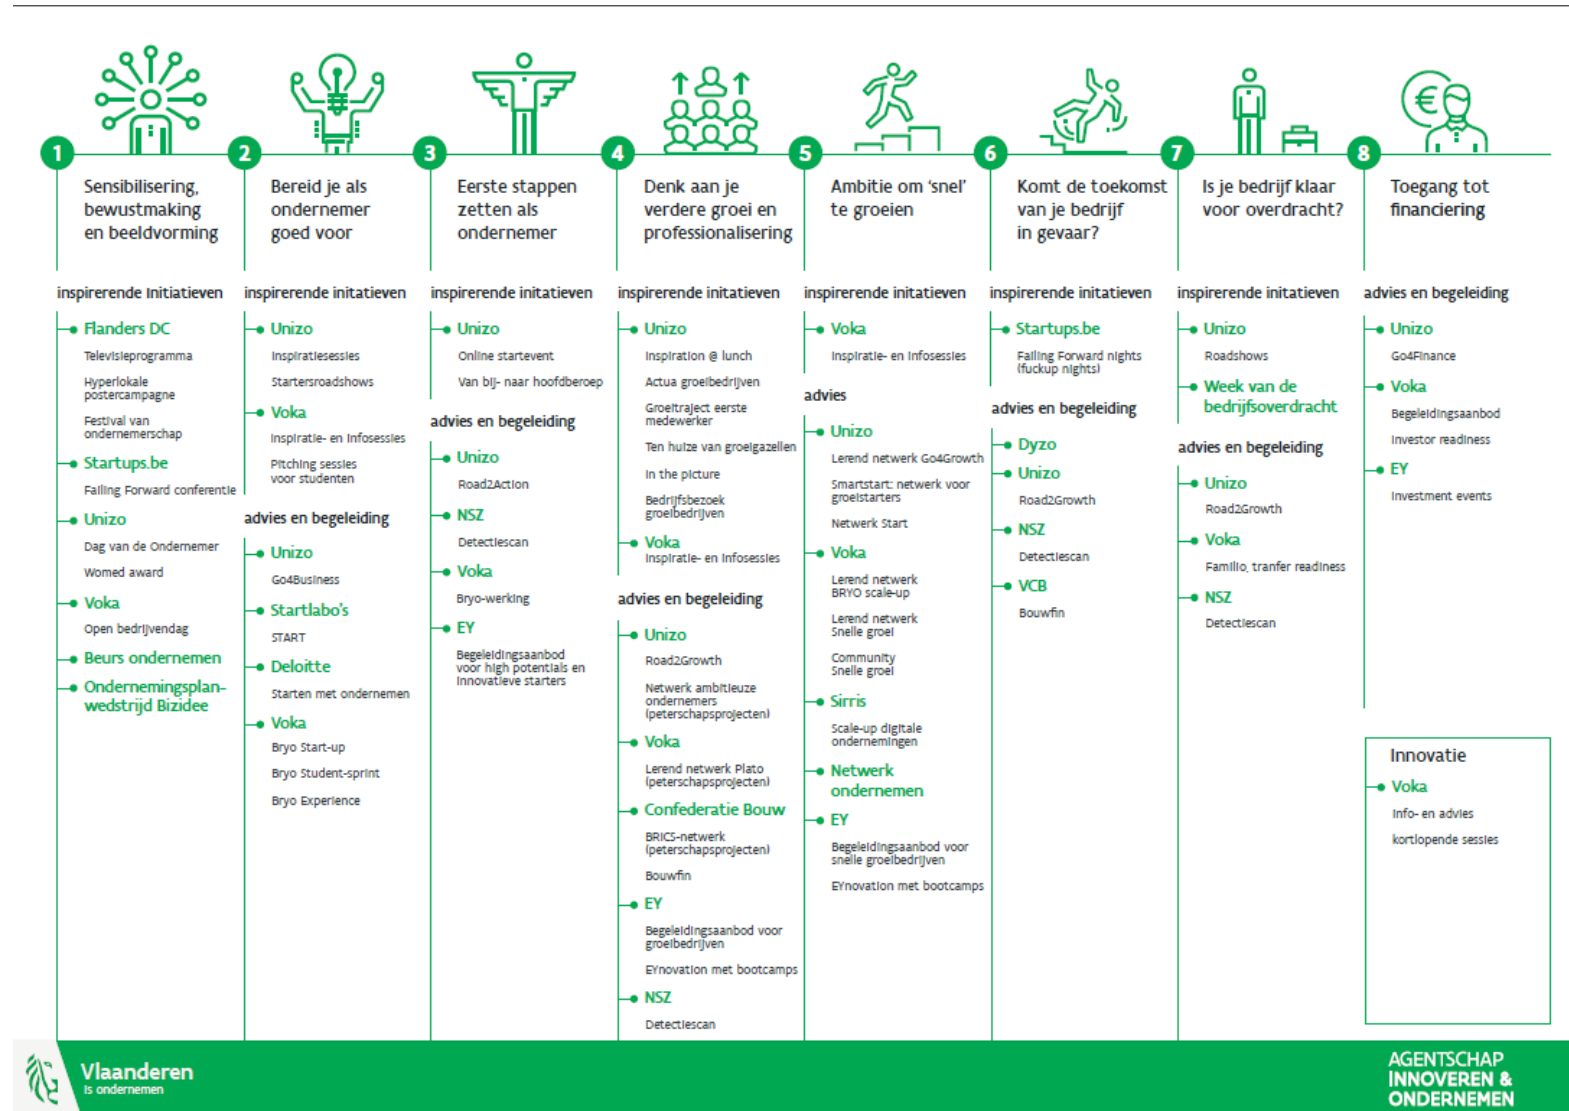 1
Sensibilisering,
bewustmaking
en beeldvorming
inspirerende Initiatieven
Flanders DC
Televisieprogramma
Hyperlokale
postercampagne
Festival van
ondernemerschap
Startups.be
Failing Forward conferentie
Unizo
Dag van de Ondernemer
Womed award
Voka
Open bedrijvendag
Beurs ondernemen
Ondernemingsplan-
wedstrijd Bizidee
2
Bereid je als
ondernemer
goed voor
inspirerende initatieven
Unizo
Inspiratiesessies
Startersroadshows
Voka
Inspiratie- en Infosessies
Pitching sessies
voor studenten
advies en begeleiding
Unizo
Go4Business
Startlabo's
START
Deloitte
Starten met ondernemen
Voka
Bryo Start-up
Bryo Student-sprint
Bryo Experience
3
Eerste stappen
zetten als
ondernemer
inspirerende initatieven
Unizo
Online startevent
Van bij- naar hoofdberoep
advies en begeleiding
Unizo
Road2Action
NSZ
Detectiescan
Voka
Bryo-werking
EY
Begeleidingsaanbod
voor high potentials en
Innovatieve starters
4
Denk aan je
verdere groei en
professionalisering
inspirerende initatieven
Unizo
Inspiration @ lunch
Actua groeibedrijven
Groeitraject eerste
medewerker
Ten huize van groeigazellen
In the picture
Bedrijfsbezoek
groeibedrijven
Voka
Inspiratie- en Infosessies
advies en begeleiding
Unizo
Road2Growth
Netwerk ambitieuze
ondernemers
(peterschapsprojecten)
Voka
Lerend netwerk Plato
(peterschapsprojecten)
Confederatie Bouw
BRICS-netwerk
(peterschapsprojecten)
Bouwfin
EY
Begeleidingsaanbod voor
groeibedrijven
EYnovation met bootcamps
NSZ
Detectiescan
5
Ambitie om ‘snel’
te groeien
inspirerende initatieven
Voka
Inspiratie- en Infosessies
advies
Unizo
Lerend netwerk Go4Growth
Smartstart: netwerk voor
groeistarters
Netwerk Start
Voka
Lerend netwerk
BRYO scale-up
Lerend netwerk
Snelle groei
Community
Snelle groei
Sirris
Scale-up digitale
ondernemingen
Netwerk
ondernemen
EY
Begeleidingsaanbod voor
snelle groeibedrijven
EYnovation met bootcamps
6
Komt de toekomst
van je bedrijf
in gevaar?
inspirerende initatieven
Startups.be
Failing Forward nights
(fuckup nights)
advies en begeleiding
Dyzo
Unizo
Road2Growth
NSZ
Detectiescan
VCB
Bouwfin
7
Is je bedrijf klaar
voor overdracht?
inspirerende initatieven
Unizo
Roadshows
Week van de
bedrijfsoverdracht
advies en begeleiding
Unizo
Road2Growth
Voka
Familio, tranfer readiness
NSZ
Detectiescan
8
€
Toegang tot
financiering
advies en begeleiding
Unizo
Go4Finance
Voka
Begeleidingsaanbod
Investor readiness
EY
Investment events
Innovatie
Voka
Info- en advies
kortlopende sessies
Vlaanderen
is ondernemen
AGENTSCHAP
INNOVEREN &
ONDERNEMEN